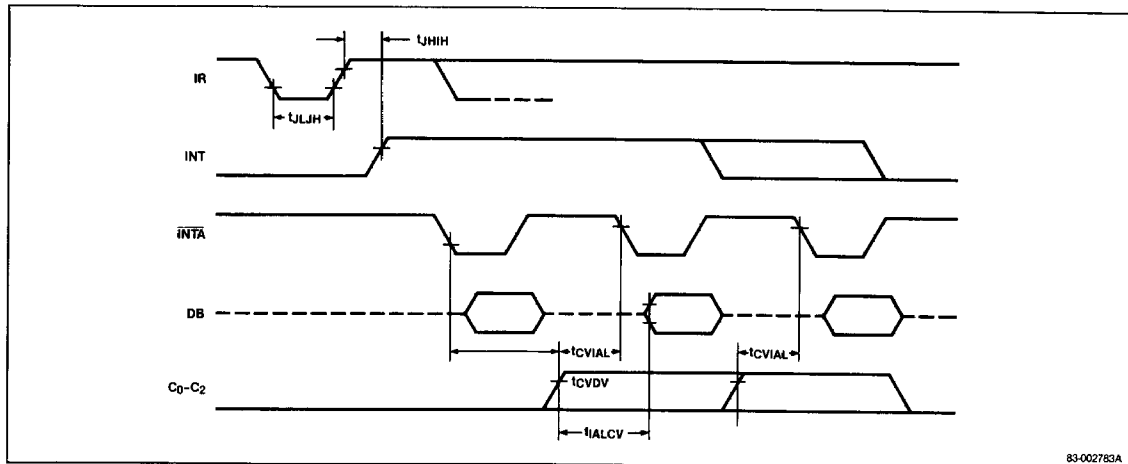 tJHIH
IR
tJLJH
INT
INTA
DB
tCVIAL
tCVIAL
C0–C2
tCVDV
tIALCV
83-002783A